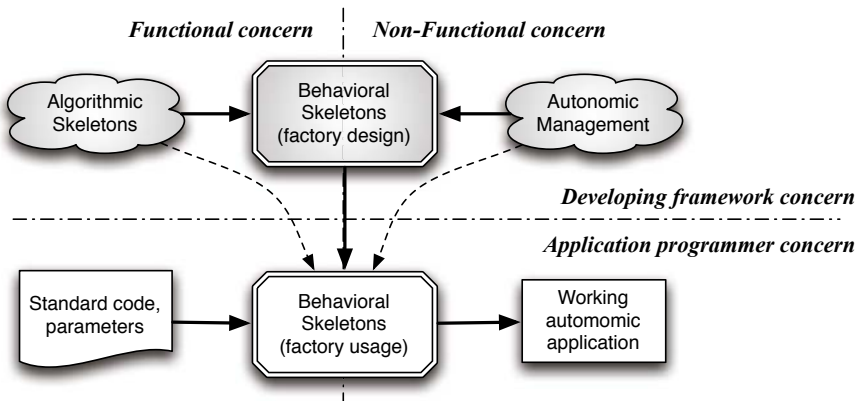 Functional concern
Non-Functional concern
Algorithmic
Skeletons
Behavioral
Skeletons
(factory design)
Autonomic
Management
Developing framework concern
Application programmer concern
Standard code,
parameters
Behavioral
Skeletons
(factory usage)
Working
automomic
application